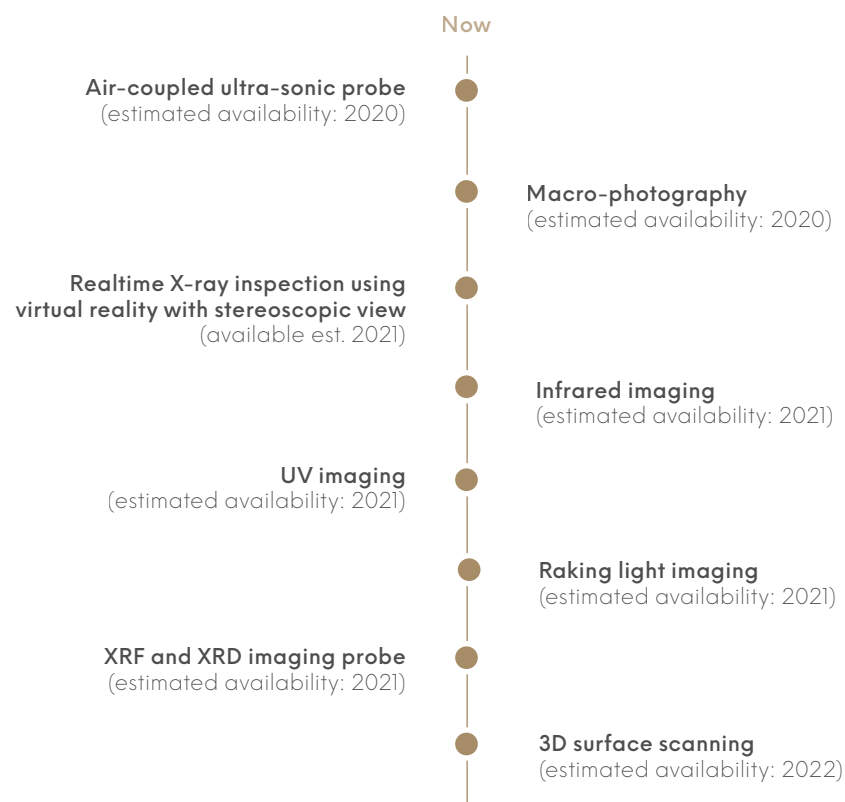 Now
Air-coupled ultra-sonic probe
(estimated availability: 2020)
Macro-photography
(estimated availability: 2020)
Realtime X-ray inspection using
virtual reality with stereoscopic view
(available est. 2021)
Infrared imaging
(estimated availability: 2021)
UV imaging
(estimated availability: 2021)
Raking light imaging
(estimated availability: 2021)
XRF and XRD imaging probe
(estimated availability: 2021)
3D surface scanning
(estimated availability: 2022)